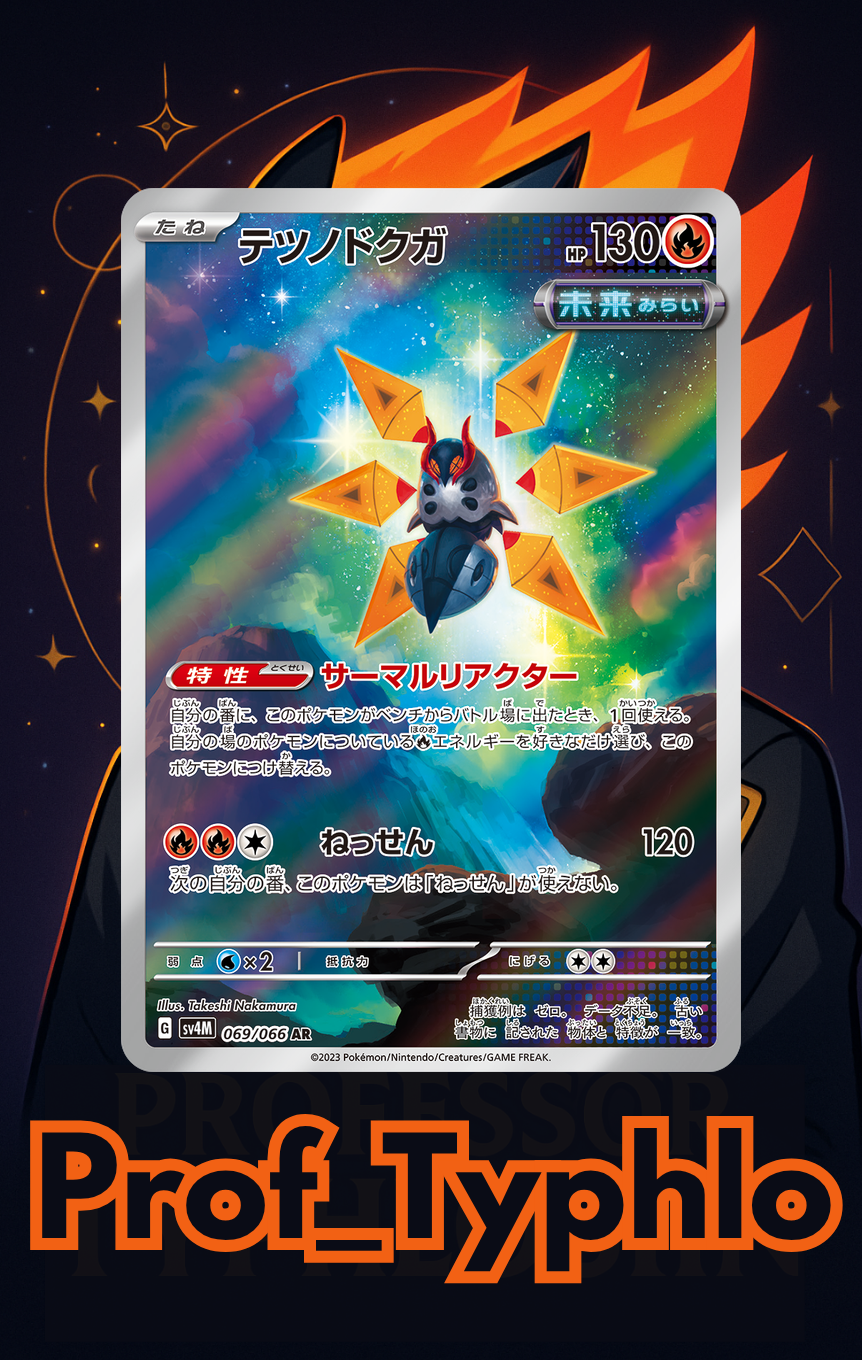 たね
テツノドクガ
HP 130
未来 みらい
特性 とくせい サーマルリアクター
自分の番に、このポケモンがベンチからバトル場に出たとき、1回使える。
自分の場のポケモンについている エネルギーを好きなだけ選び、この
ポケモンにつけ替える。
ねっせん 120
次の自分の番、このポケモンは「ねっせん」が使えない。
弱点 ×2 抵抗力 にげる
Illus. Takeshi Nakamura
捕獲例は ゼロ。 データ不足。 古い
書物に 記された 物体と 特徴が 一致。
G sv4M 069/066 AR
©2023 Pokémon/Nintendo/Creatures/GAME FREAK.
PROFESSOR
Prof_Typhlo